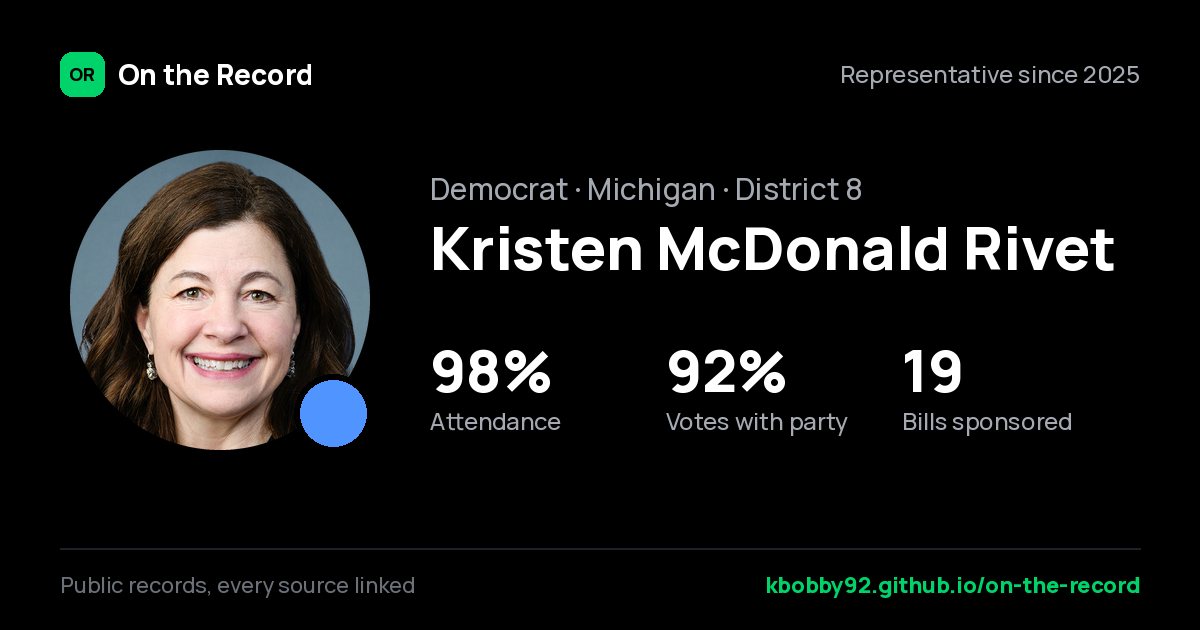 OR On the Record
Representative since 2025
Democrat · Michigan · District 8
Kristen McDonald Rivet
98% 92% 19
Attendance Votes with party Bills sponsored
Public records, every source linked
kbobby92.github.io/on-the-record